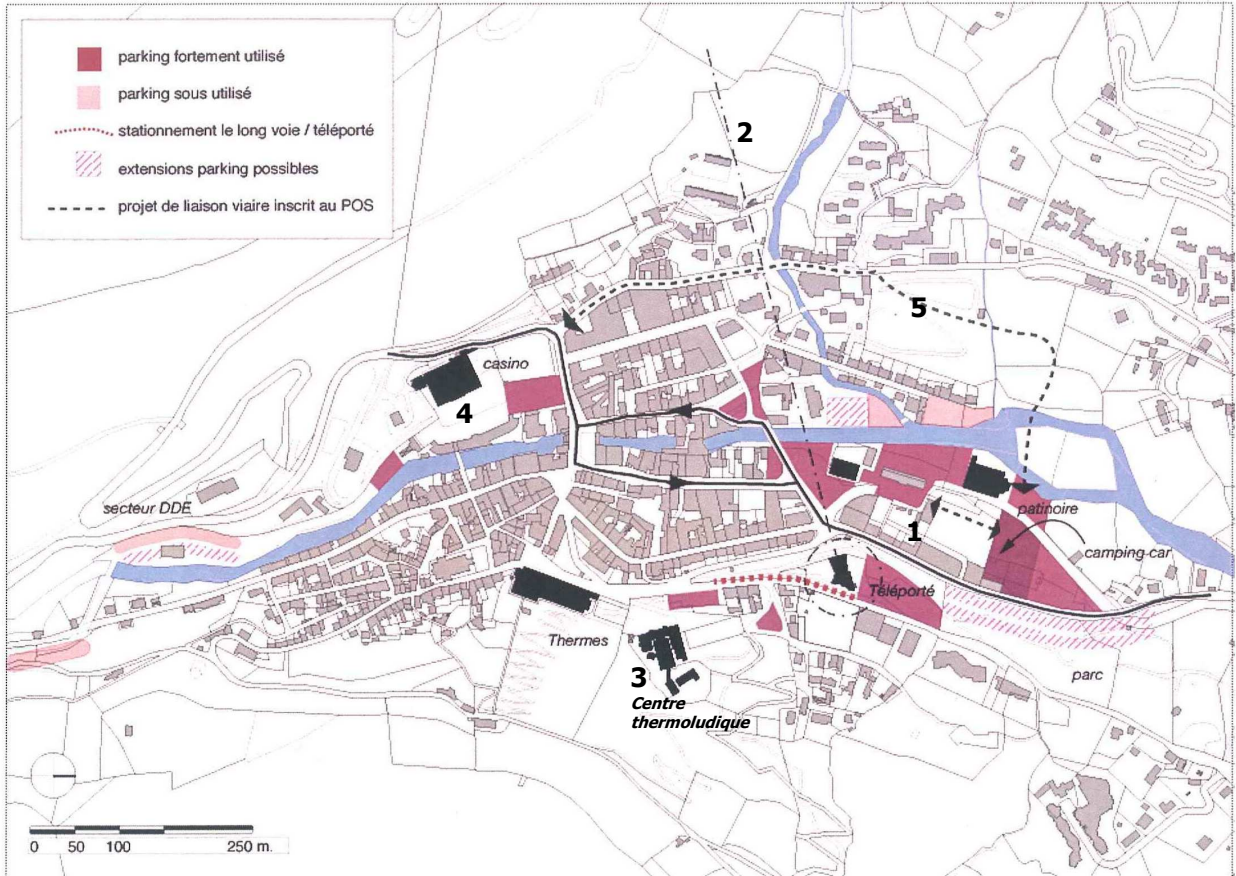 parking fortement utilisé
parking sous utilisé
stationnement le long voie / téléporté
extensions parking possibles
projet de liaison viaire inscrit au POS
2
5
casino
4
secteur DDE
1
patinoire
camping-car
Téléporté
Thermes
3
Centre
thermoludique
parc
0 50 100 250 m.